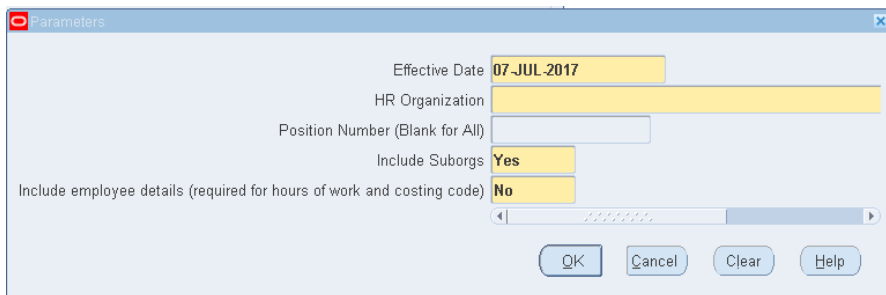 Parameters
Effective Date 07-JUL-2017
HR Organization
Position Number (Blank for All)
Include Suborgs Yes
Include employee details (required for hours of work and costing code) No
OK Cancel Clear Help